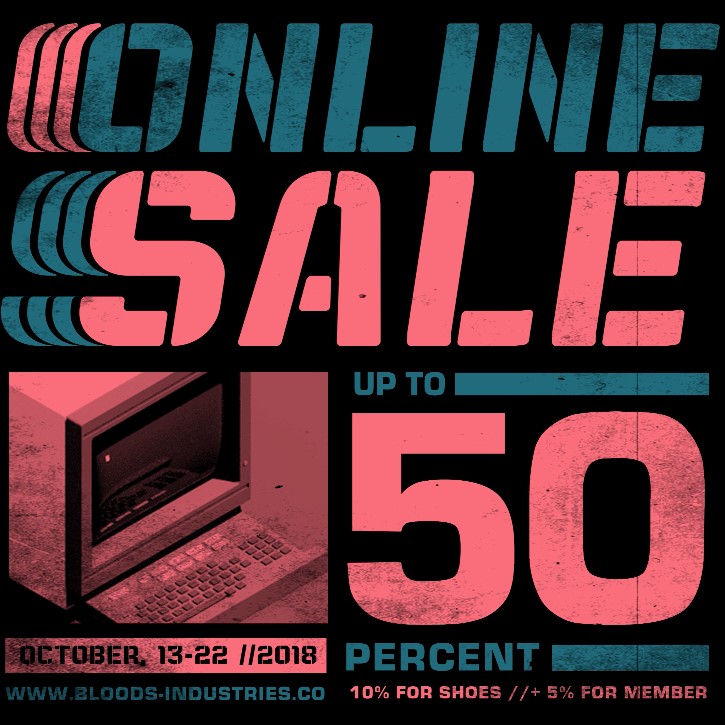 ONLINE
SALE
UP TO
50
PERCENT
OCTOBER, 13-22 //2018
WWW.BLOODS-INDUSTRIES.CO
10% FOR SHOES //+ 5% FOR MEMBER